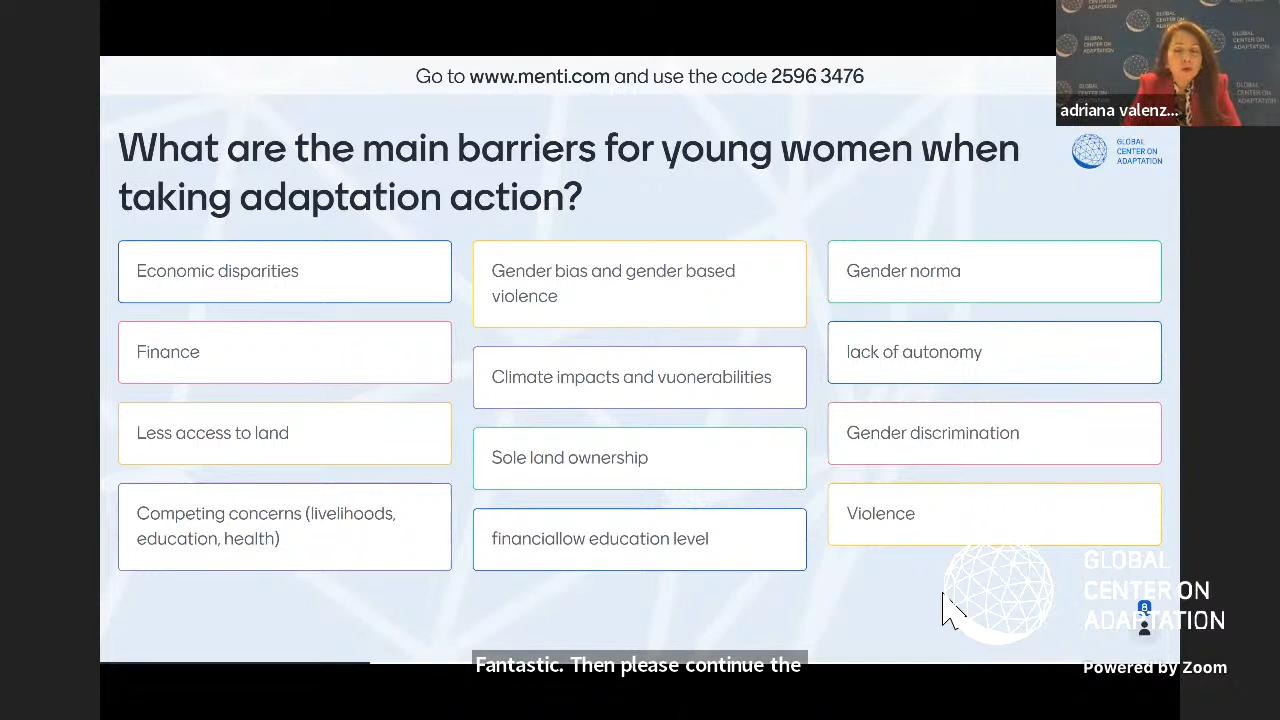 Go to www.menti.com and use the code 2596 3476
adriana valenz...
What are the main barriers for young women when
taking adaptation action?
GLOBAL
CENTER ON
ADAPTATION
Economic disparities
Finance
Less access to land
Competing concerns (livelihoods,
education, health)
Gender bias and gender based
violence
Climate impacts and vuonerabilities
Sole land ownership
financiallow education level
Gender norma
lack of autonomy
Gender discrimination
Violence
8
GLOBAL
CENTER ON
ADAPTATION
Fantastic. Then please continue the
Powered by Zoom